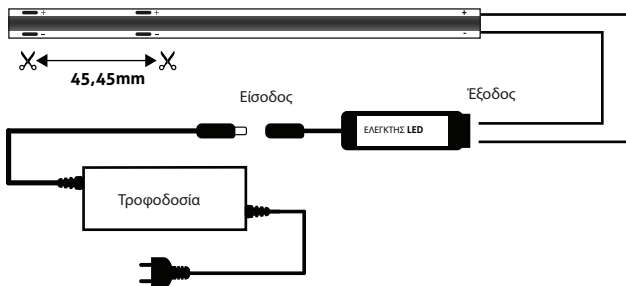 + + +
- - -
45,45mm
Είσοδος
Έξοδος
ΕΛΕΓΚΤΗΣ LED
Τροφοδοσία